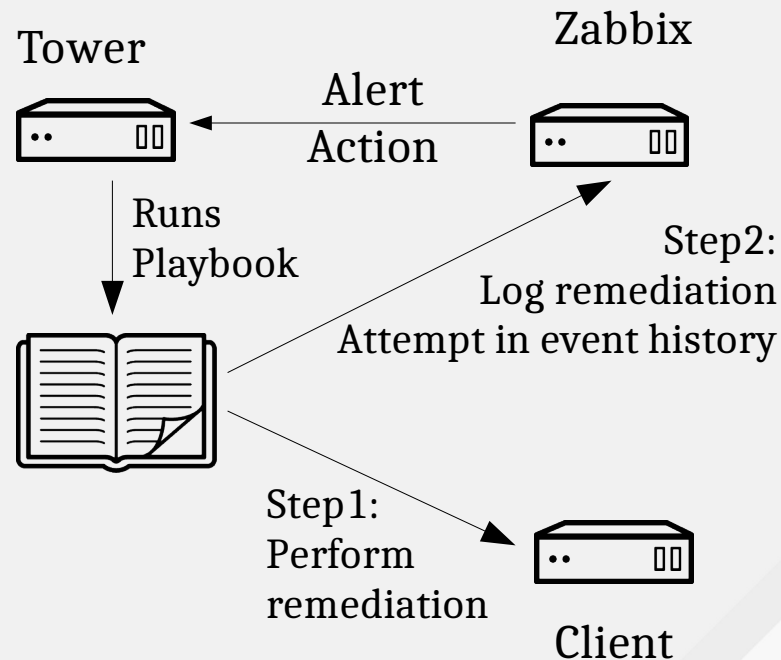 Tower
Zabbix
Alert
Action
Runs
Playbook
Step2:
Log remediation
Attempt in event history
Step1:
Perform
remediation
Client